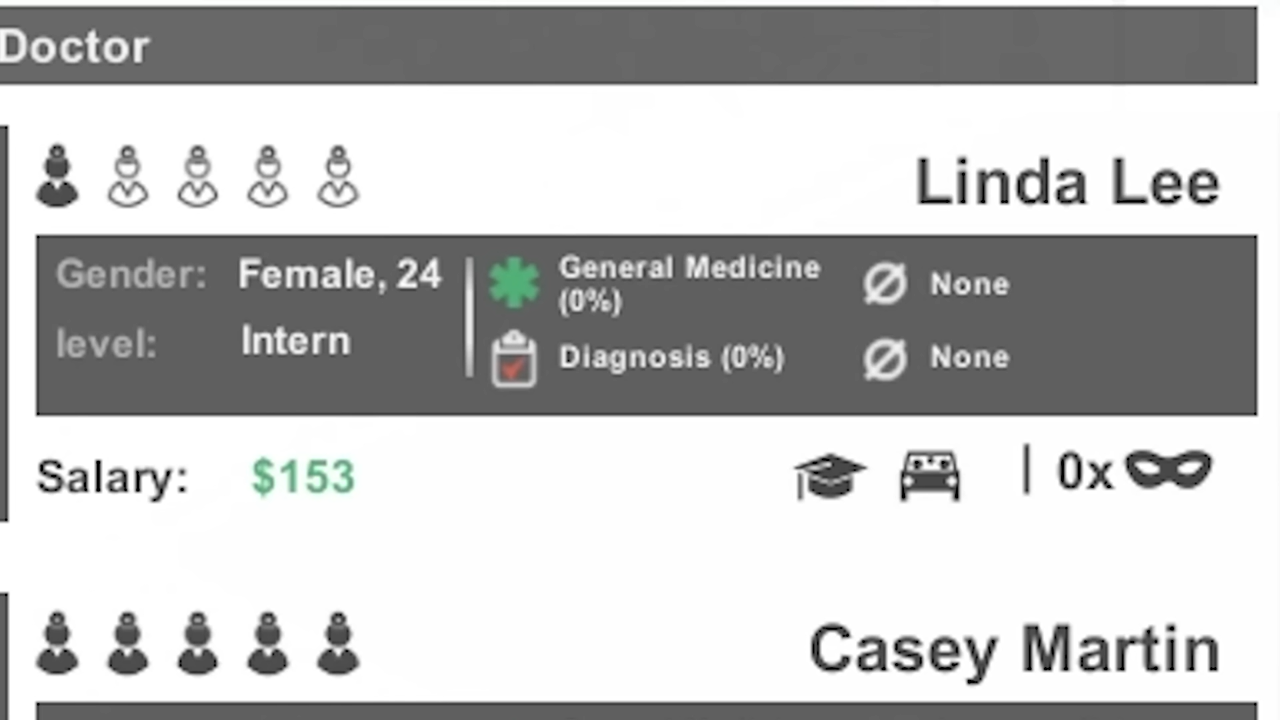 Doctor
Linda Lee
Gender: Female, 24
level: Intern
General Medicine
(0%)
None
Diagnosis (0%)
None
Salary: $153
| 0x
Casey Martin